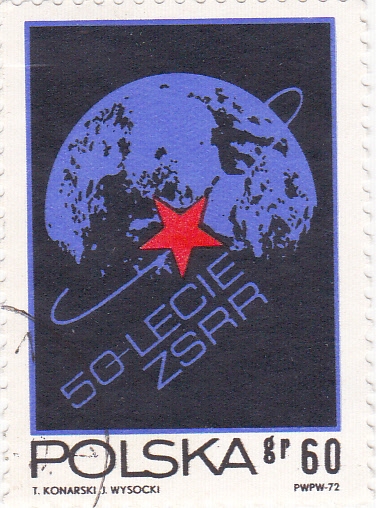 50-LECIE
ZSRR
POLSKA gr 60
T. KONARSKI J. WYSOCKI PWPW-72